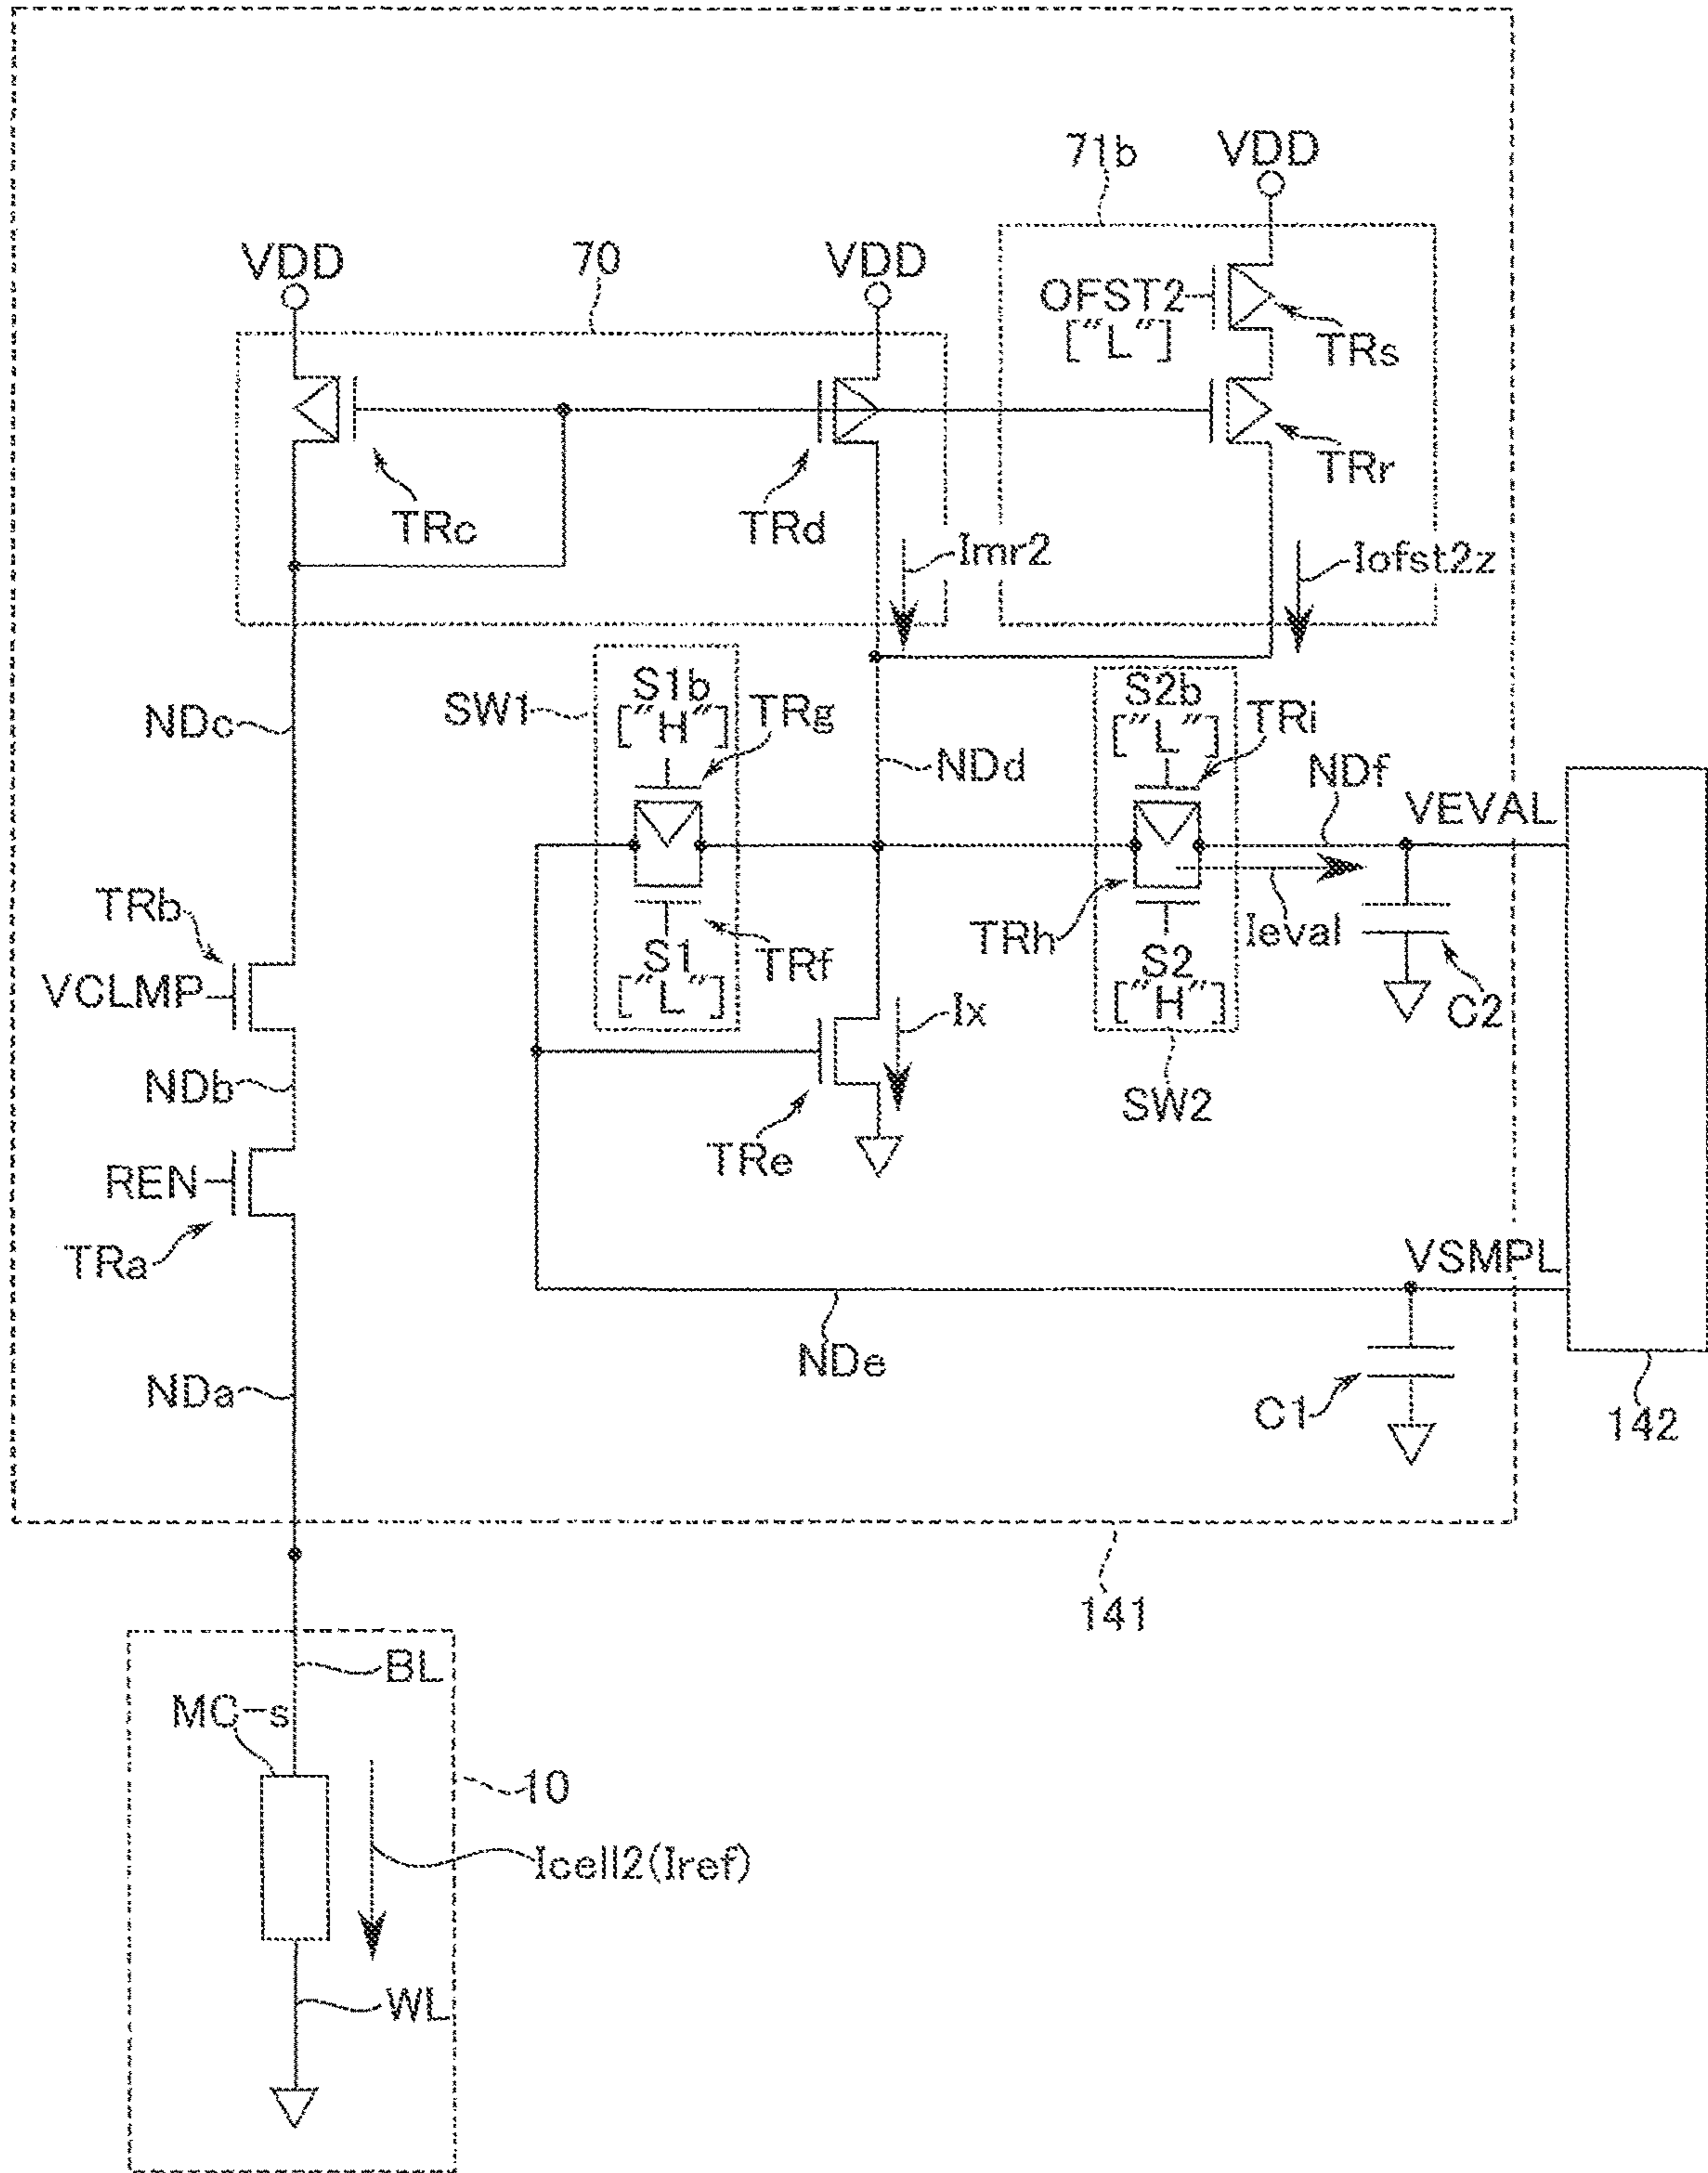 71b
VDD
VDD
70
VDD
OFST2
["L"]
TRs
TRr
TRc
TRd
Imr2
Iofst2z
SW1
S1b
["H"]
TRg
S2b
["L"]
TRi
NDc
NDd
NDf
VEVAL
TRb
VCLMP
S1
["L"]
TRf
TRh
S2
["H"]
Ieval
C2
Ix
NDb
SW2
TRe
REN
TRa
VSMPL
NDe
NDa
C1
142
141
BL
MC-s
10
Icell2(Iref)
WL